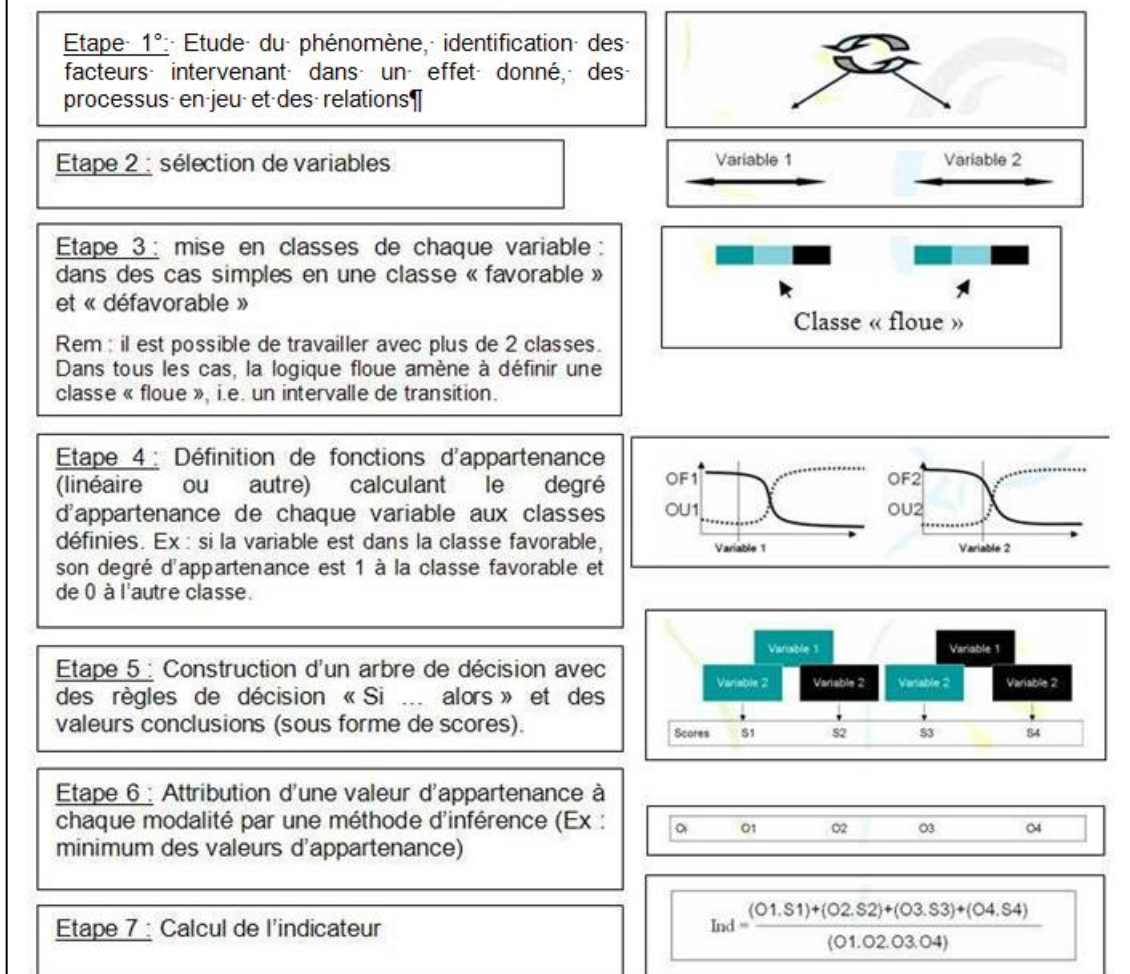 Etape 1°: Etude du phénomène, identification des
facteurs intervenant dans un effet donné, des
processus en jeu et des relations¶
Etape 2 : sélection de variables
Variable 1 Variable 2
Etape 3 : mise en classes de chaque variable :
dans des cas simples en une classe « favorable »
et « défavorable »
Rem : il est possible de travailler avec plus de 2 classes.
Dans tous les cas, la logique floue amène à définir une
classe « floue », i.e. un intervalle de transition.
Classe « floue »
Etape 4 : Définition de fonctions d'appartenance
(linéaire ou autre) calculant le degré
d'appartenance de chaque variable aux classes
définies. Ex : si la variable est dans la classe favorable,
son degré d'appartenance est 1 à la classe favorable et
de 0 à l'autre classe.
OF1 OF2
OU1 OU2
Variable 1 Variable 2
Etape 5 : Construction d'un arbre de décision avec
des règles de décision « Si ... alors » et des
valeurs conclusions (sous forme de scores).
Variable 1 Variable 1
Variable 2 Variable 2 Variable 2 Variable 2
Scores S1 S2 S3 S4
Etape 6 : Attribution d'une valeur d'appartenance à
chaque modalité par une méthode d'inférence (Ex :
minimum des valeurs d'appartenance)
Oi O1 O2 O3 O4
Etape 7 : Calcul de l'indicateur
Ind = (O1.S1)+(O2.S2)+(O3.S3)+(O4.S4)
(O1.O2.O3.O4)